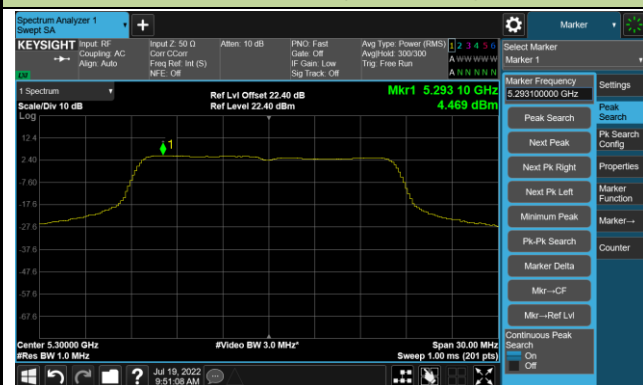 Spectrum Analyzer 1
Swept SA
Marker
KEYSIGHT
Input: RF
Coupling: AC
Align: Auto
Input Z: 50 Ω
Corr CCorr
Freq Ref: Int (S)
NFE: Off
Atten: 10 dB
PNO: Fast
Gate: Off
IF Gain: Low
Sig Track: Off
Avg Type: Power (RMS)
Avg|Hold: 300/300
Trig: Free Run
1 2 3 4 5 6
A W W W W W
A N N N N N
LXI
1 Spectrum
Scale/Div 10 dB
Log
Ref Lvl Offset 22.40 dB
Ref Level 22.40 dBm
Mkr1 5.293 10 GHz
4.469 dBm
1
12.4
2.40
-7.60
-17.6
-27.6
-37.6
-47.6
-57.6
-67.6
Center 5.30000 GHz
#Res BW 1.0 MHz
#Video BW 3.0 MHz*
Span 30.00 MHz
Sweep 1.00 ms (201 pts)
Select Marker
Marker 1
Marker Frequency
5.293100000 GHz
Peak Search
Next Peak
Next Pk Right
Next Pk Left
Minimum Peak
Pk-Pk Search
Marker Delta
Mkr→CF
Mkr→Ref Lvl
Continuous Peak
Search
On
Off
Settings
Peak
Search
Pk Search
Config
Properties
Marker
Function
Marker→
Counter
Jul 19, 2022
9:51:08 AM